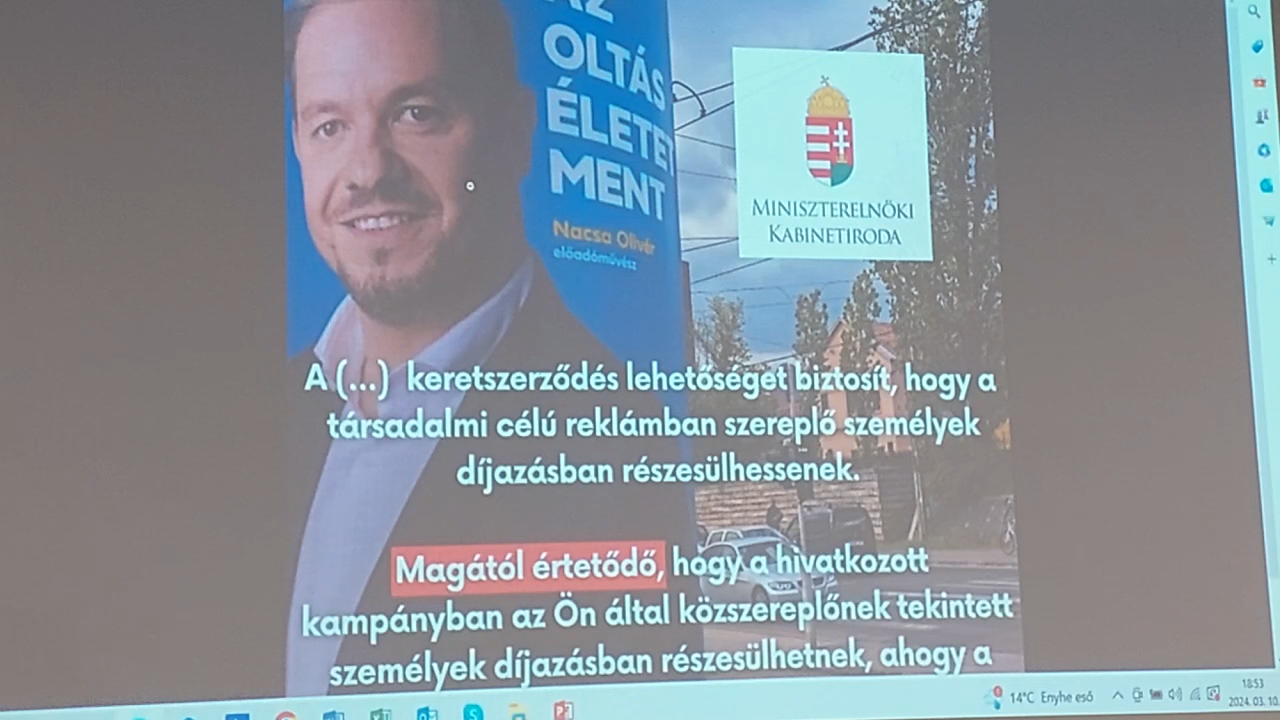 AZ
OLTÁS
ÉLETET
MENT
Nacsa Olivér
előadóművész
MINISZTERELNÖKI
KABINETIRODA
A (...) keretszerződés lehetőséget biztosít, hogy a
társadalmi célú reklámban szereplő személyek
díjazásban részesülhessenek.
Magától értetődő, hogy a hivatkozott
kampányban az Ön által közszereplőnek tekintett
személyek díjazásban részesülhetnek, ahogy a
14°C Enyhe eső
18:53
2024. 03. 10.